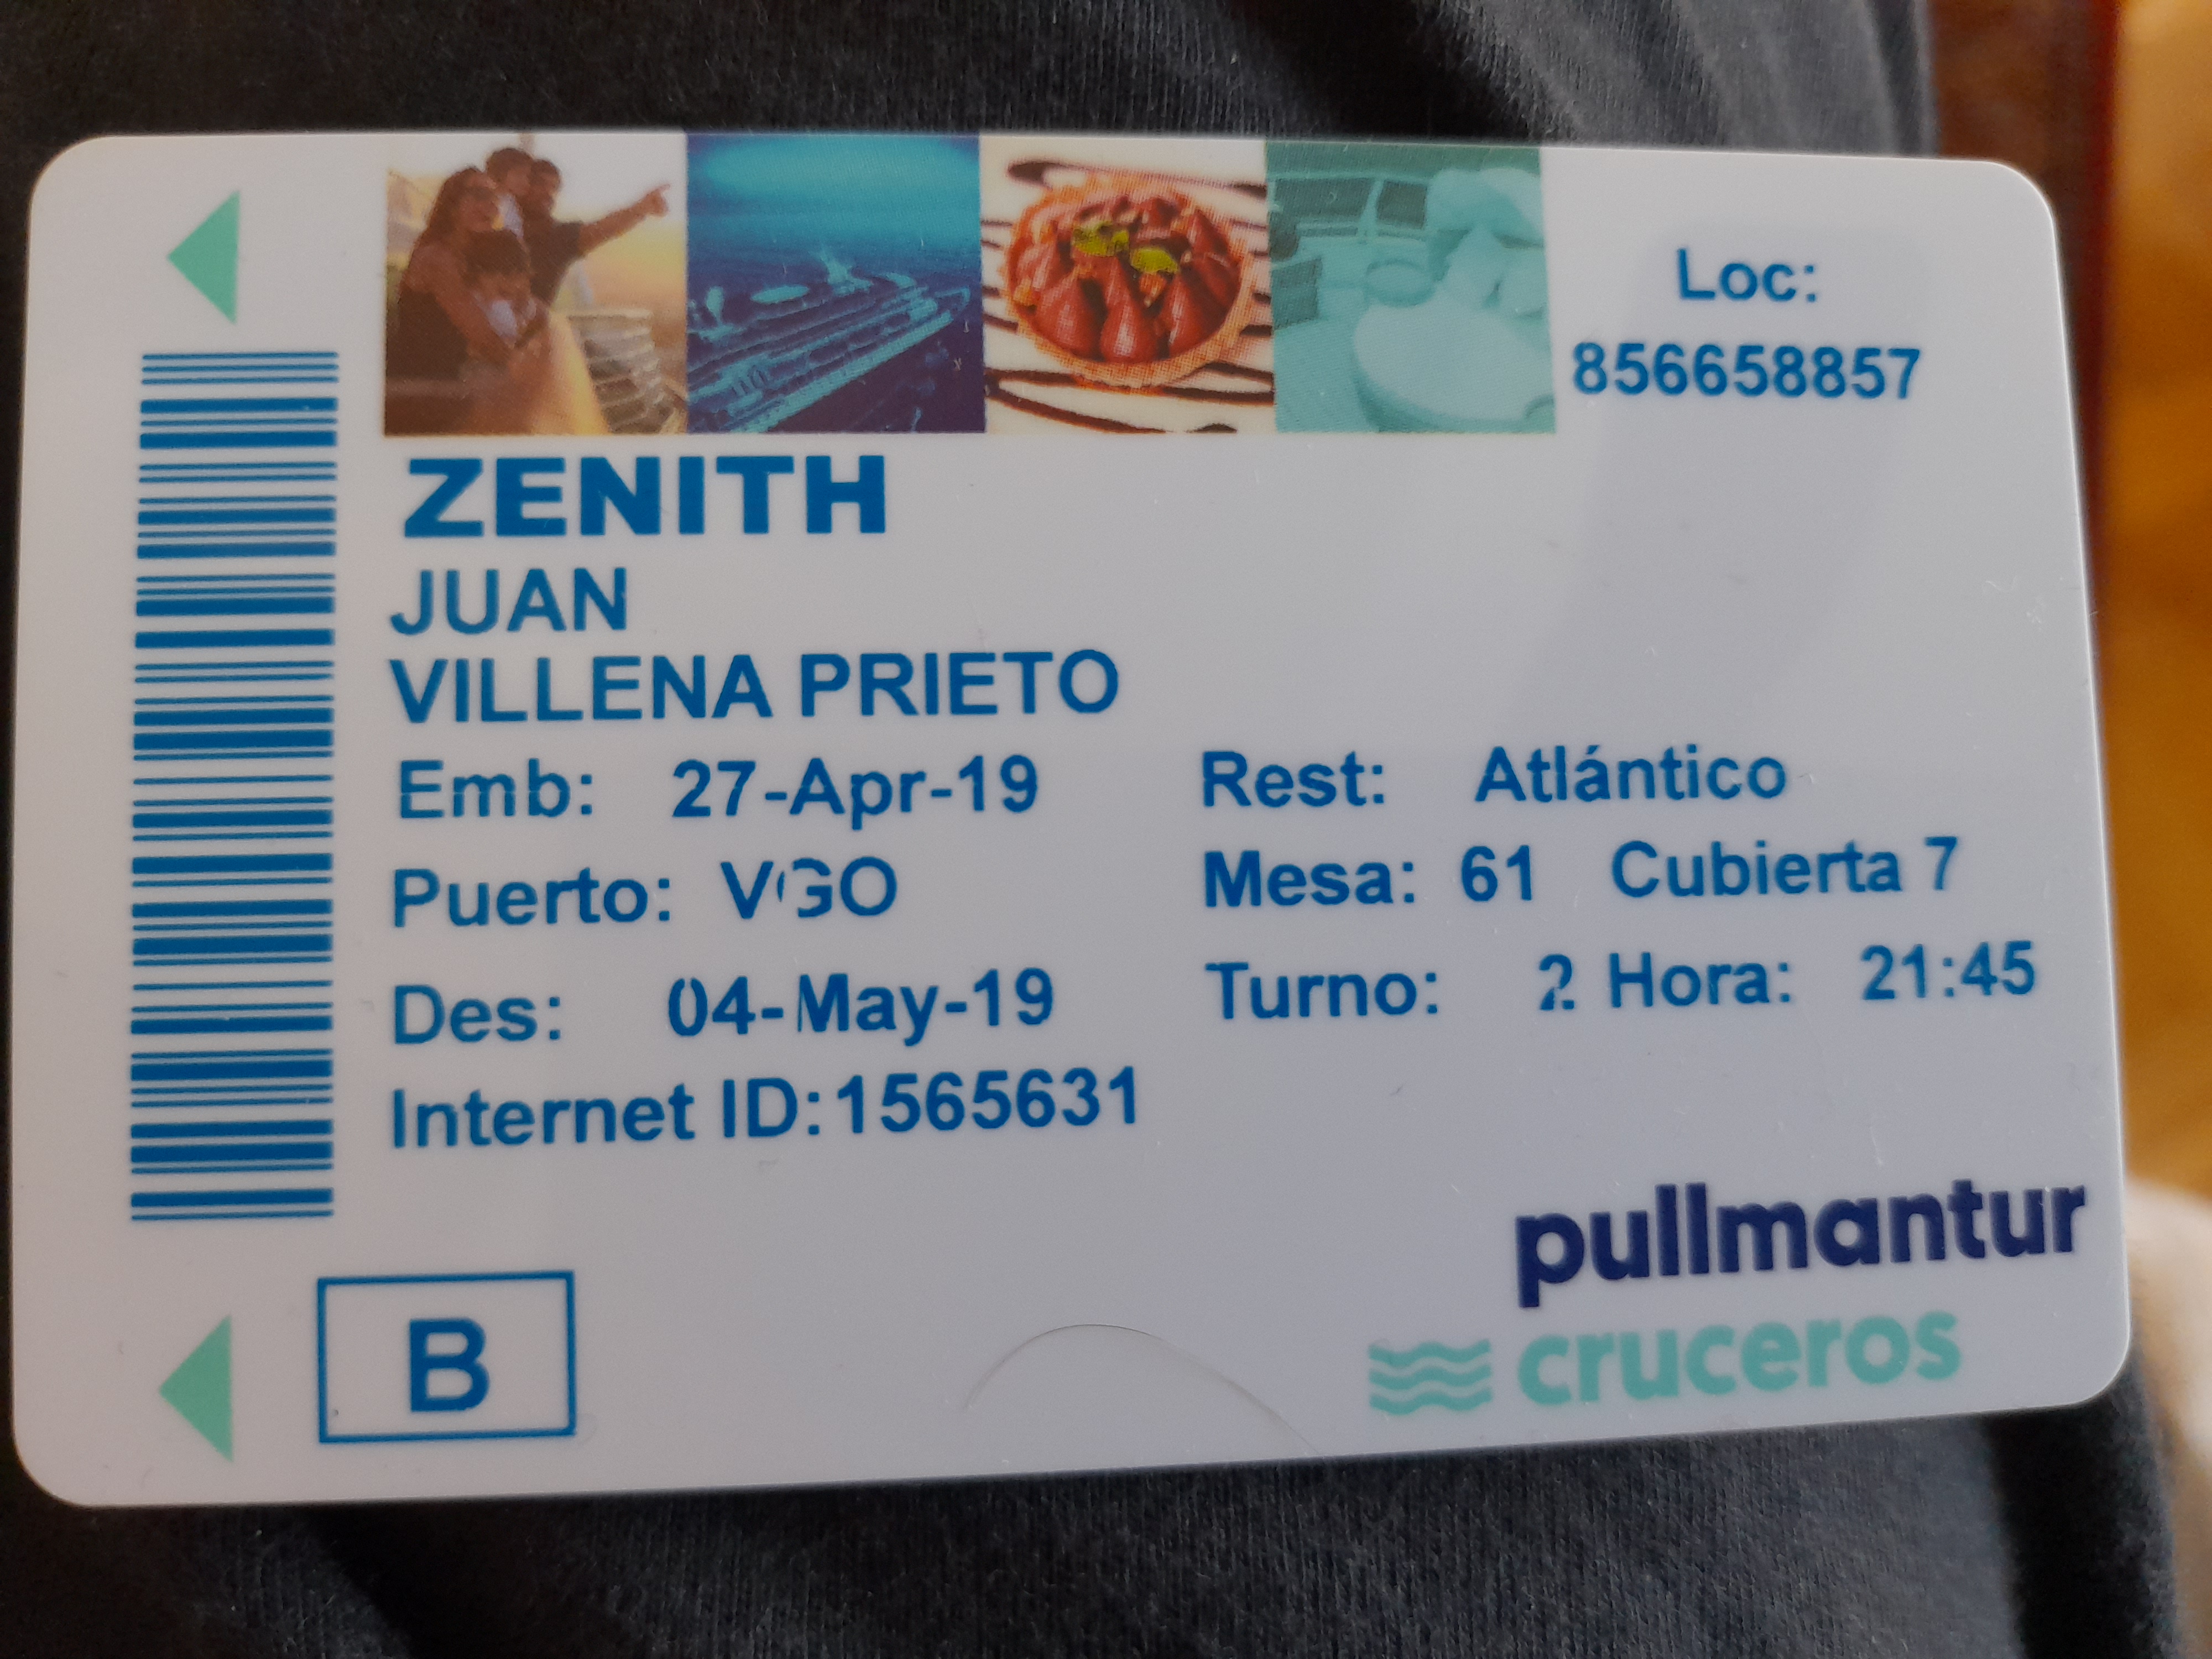 Loc:
856658857
ZENITH
JUAN
VILLENA PRIETO
Emb: 27-Apr-19 Rest: Atlántico
Puerto: VGO Mesa: 61 Cubierta 7
Des: 04-May-19 Turno: 2 Hora: 21:45
Internet ID:1565631
pullmantur
cruceros
B